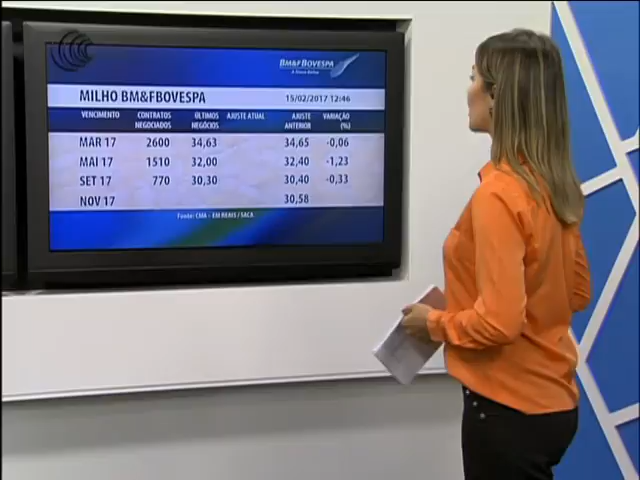 BM&FBOVESPA
A Nova Bolsa
MILHO BM&FBOVESPA 15/02/2017 12:46
VENCIMENTO CONTRATOS NEGOCIADOS ÚLTIMOS NEGÓCIOS AJUSTE ATUAL AJUSTE ANTERIOR VARIAÇÃO (%)
MAR 17 2600 34,63 34,65 -0,06
MAI 17 1510 32,00 32,40 -1,23
SET 17 770 30,30 30,40 -0,33
NOV 17 30,58
Fonte: CMA - EM REAIS / SACA